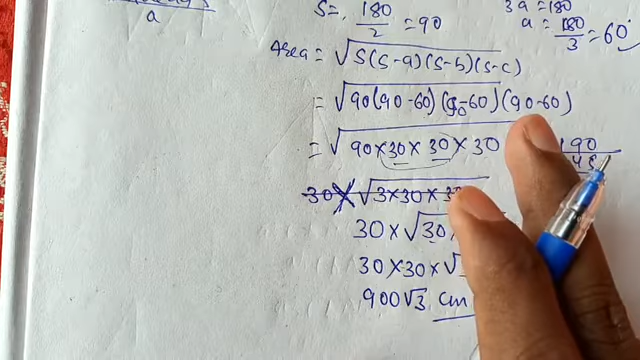 a
S = 180/2 = 90
3a = 180
a = 180/3 = 60
Area = √S(S-a)(S-b)(S-c)
= √90(90-60)(90-60)(90-60)
= √90×30×30×30
190
30× √3×30×3
30×√30
30×30×√
900√3 cm